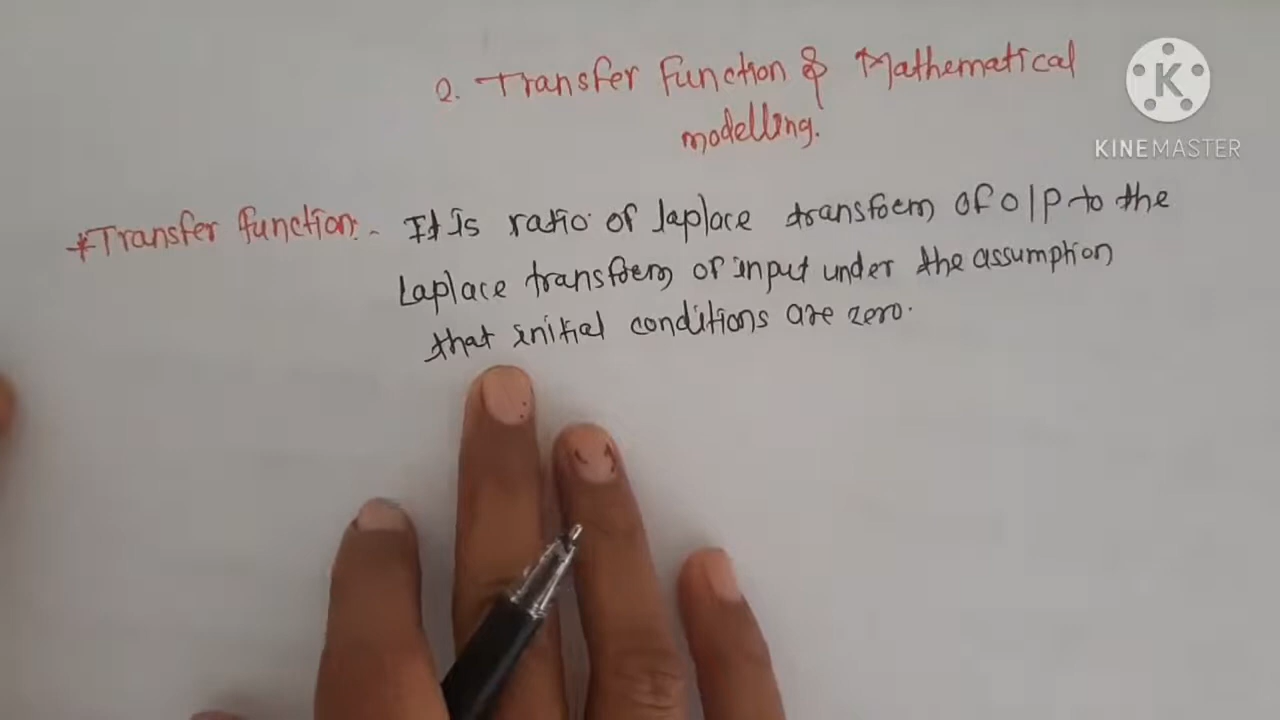 2. Transfer Function & Mathematical
modelling.
KINEMASTER
*Transfer function:- It is ratio of laplace transform of O/P to the
Laplace transform of input under the assumption
that initial conditions are zero.